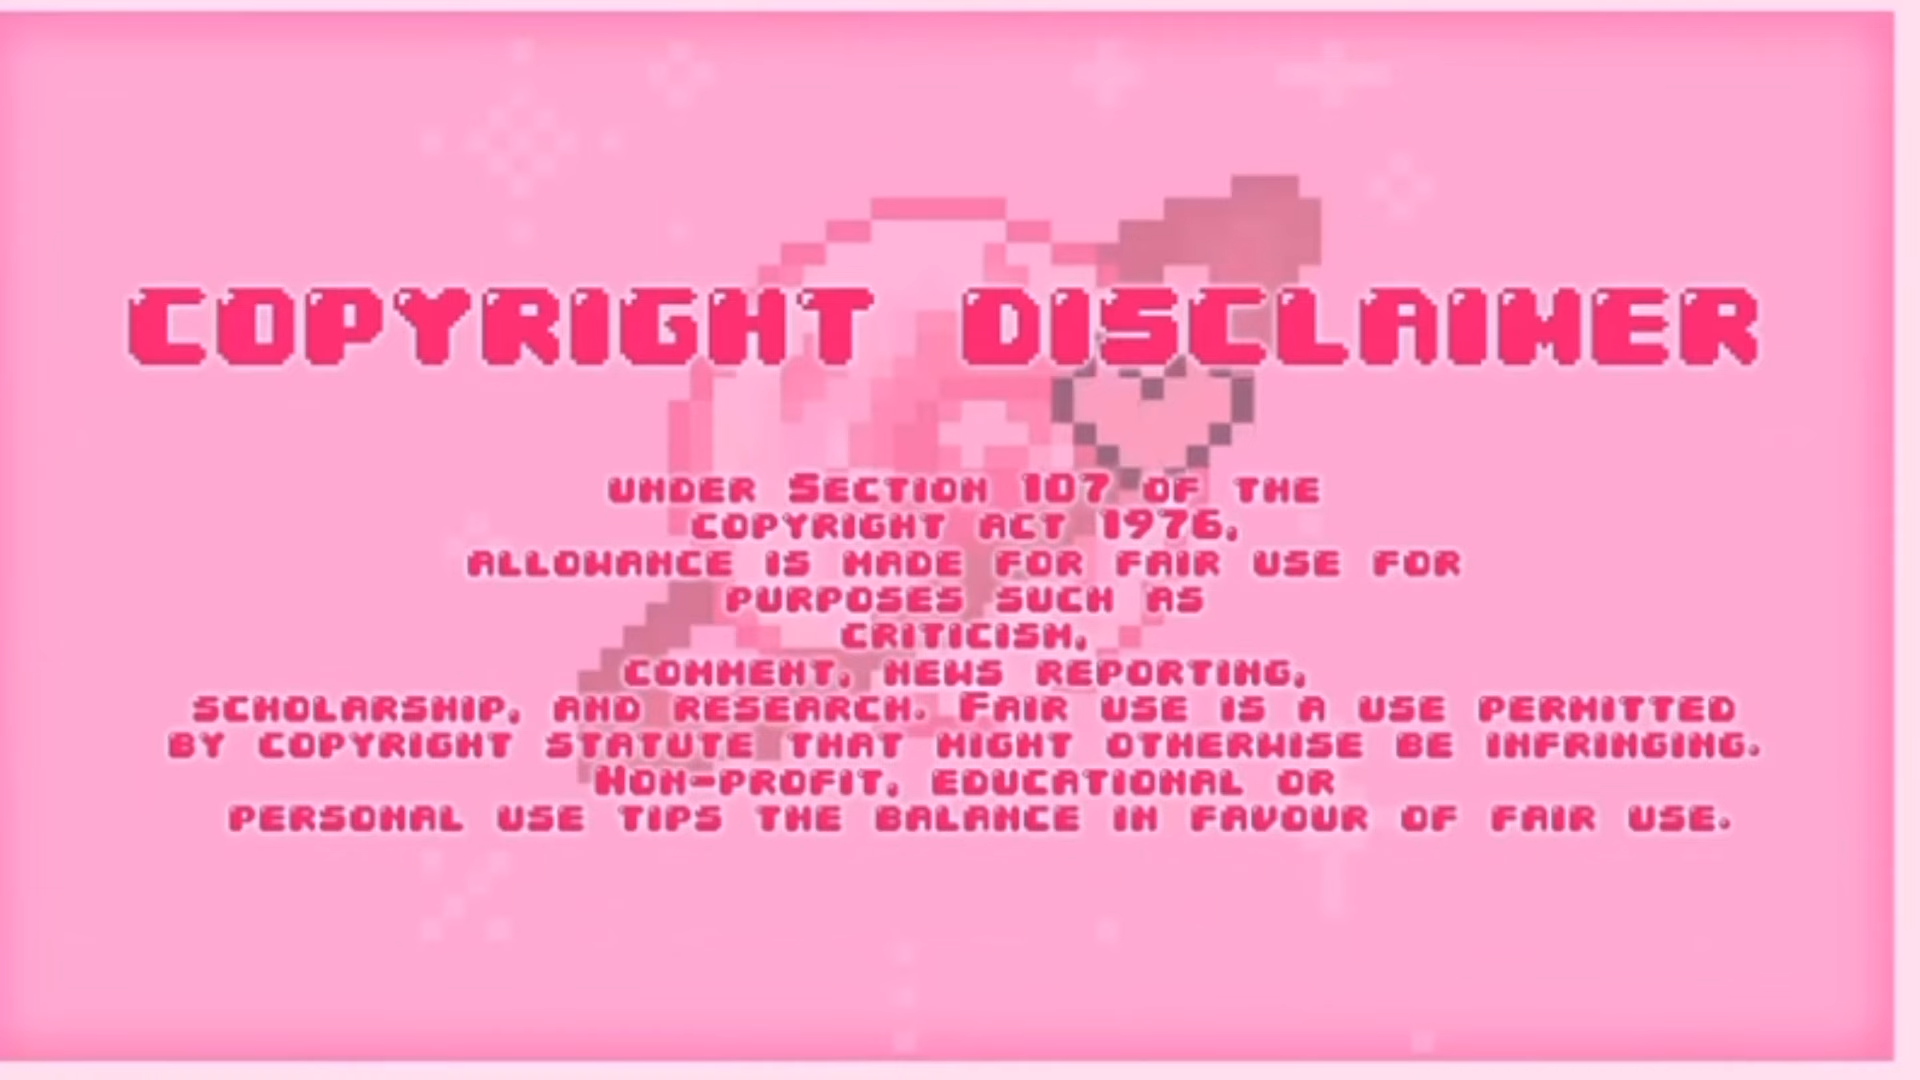 COPYRIGHT DISCLAIMER
UNDER SECTION 107 OF THE
COPYRIGHT ACT 1976,
ALLOWANCE IS MADE FOR FAIR USE FOR
PURPOSES SUCH AS
CRITICISM,
COMMENT, NEWS REPORTING,
SCHOLARSHIP, AND RESEARCH. FAIR USE IS A USE PERMITTED
BY COPYRIGHT STATUTE THAT MIGHT OTHERWISE BE INFRINGING.
NON-PROFIT, EDUCATIONAL OR
PERSONAL USE TIPS THE BALANCE IN FAVOUR OF FAIR USE.